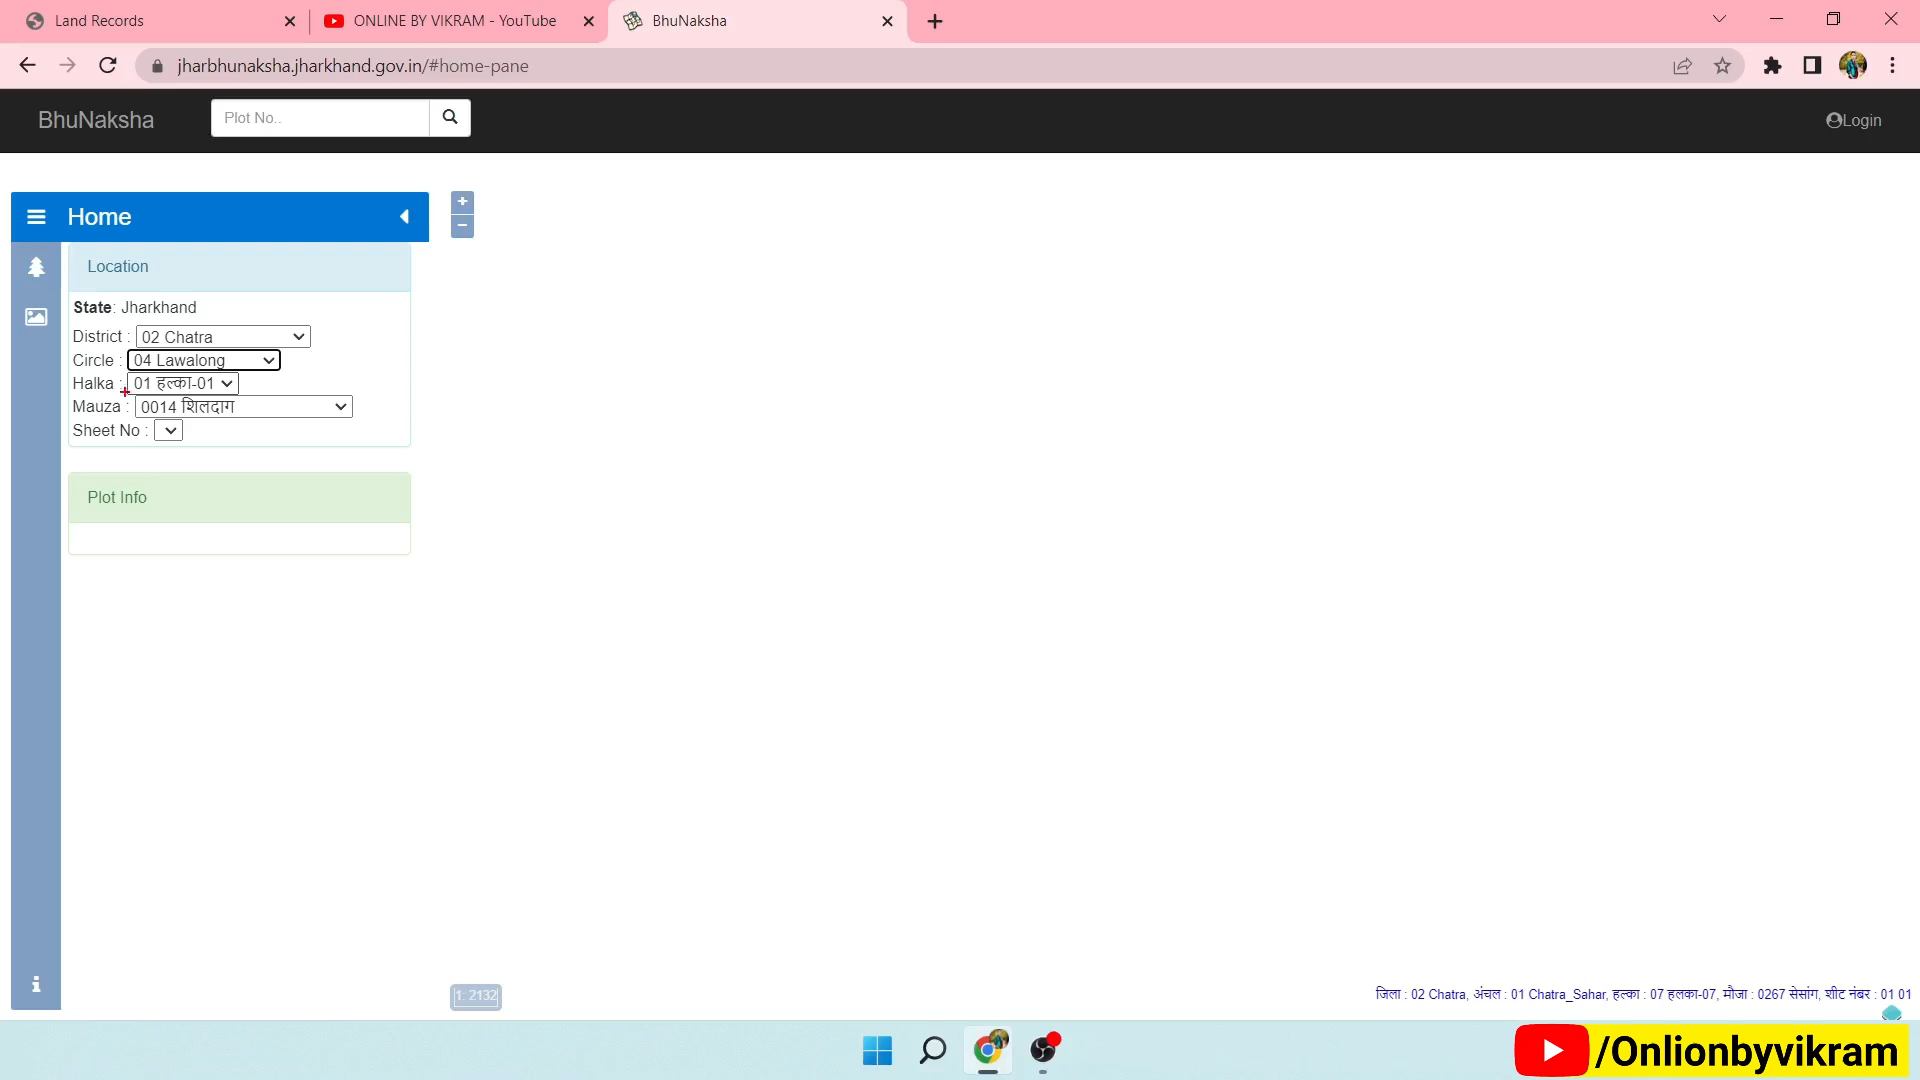 Land Records
ONLINE BY VIKRAM - YouTube
BhuNaksha
jharbhunaksha.jharkhand.gov.in/#home-pane
BhuNaksha
Plot No..
Login
Home
+
−
Location
State: Jharkhand
District : 02 Chatra
Circle : 04 Lawalong
Halka : 01 हल्का-01
Mauza : 0014 शिलदाग
Sheet No :
Plot Info
1: 2132
जिला : 02 Chatra, अंचल : 01 Chatra_Sahar, हल्का : 07 हलका-07, मौजा : 0267 सेसांग, शीट नंबर : 01 01
/Onlionbyvikram